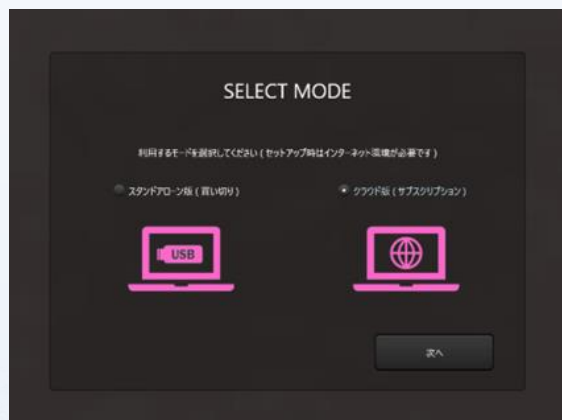 SELECT MODE
利用するモードを選択してください ( セットアップ時はインターネット環境が必要です )
スタンドアローン版 ( 買い切り )
クラウド版 ( サブスクリプション )
USB
次へ